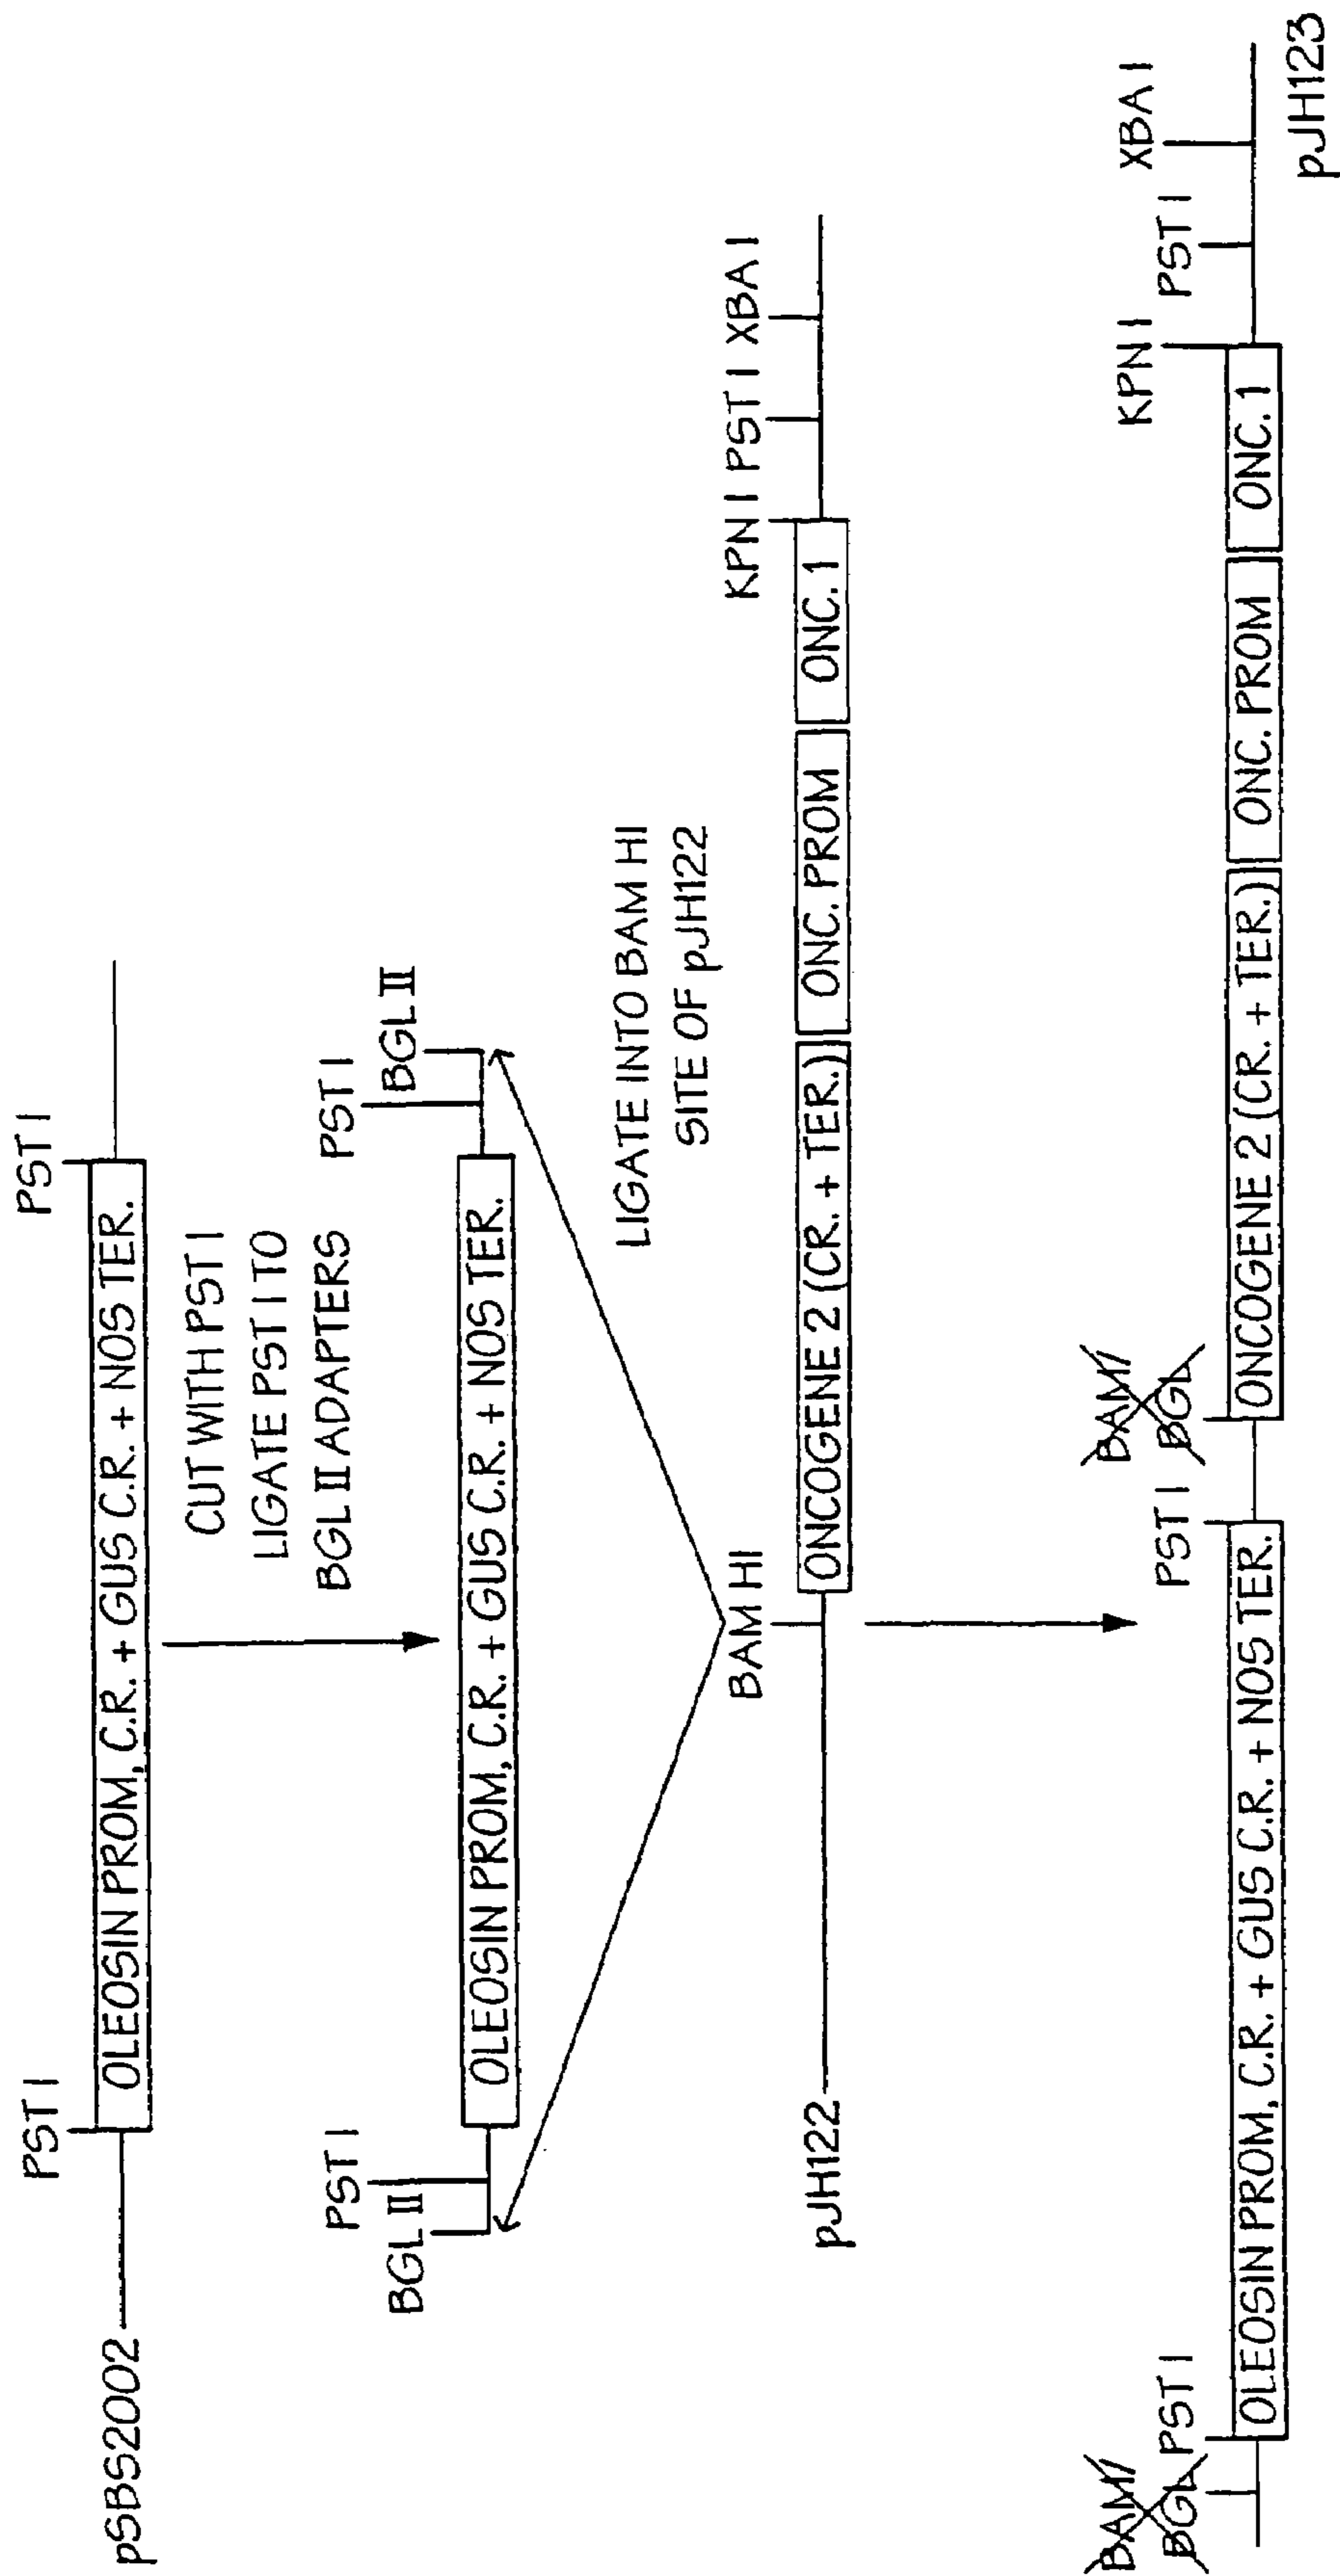 PST I
PST I
pSBS2002
OLEOSIN PROM, C.R. + GUS C.R. + NOS TER.
CUT WITH PST I
LIGATE PST I TO
BGL II ADAPTERS
PST I
BGL II
PST I
BGL II
OLEOSIN PROM, C.R. + GUS C.R. + NOS TER.
LIGATE INTO BAM HI
SITE OF pJH122
BAM HI
KPN I PST I XBA I
pJH122
ONCOGENE 2 (CR. + TER.) ONC. PROM ONC. 1
BAM/
BGL
PST I
PST I
BAM/
BGL
KPN I
PST I
XBA I
OLEOSIN PROM, C.R. + GUS C.R. + NOS TER.
ONCOGENE 2 (CR. + TER.) ONC. PROM ONC. 1
pJH123